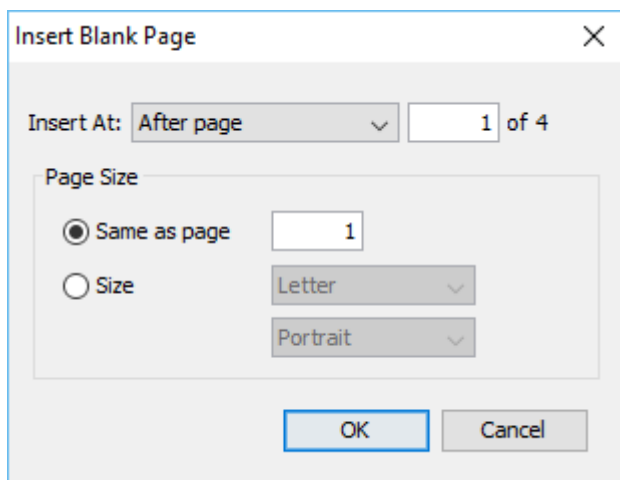 Insert Blank Page
Insert At: After page 1 of 4
Page Size
Same as page 1
Size Letter
Portrait
OK Cancel